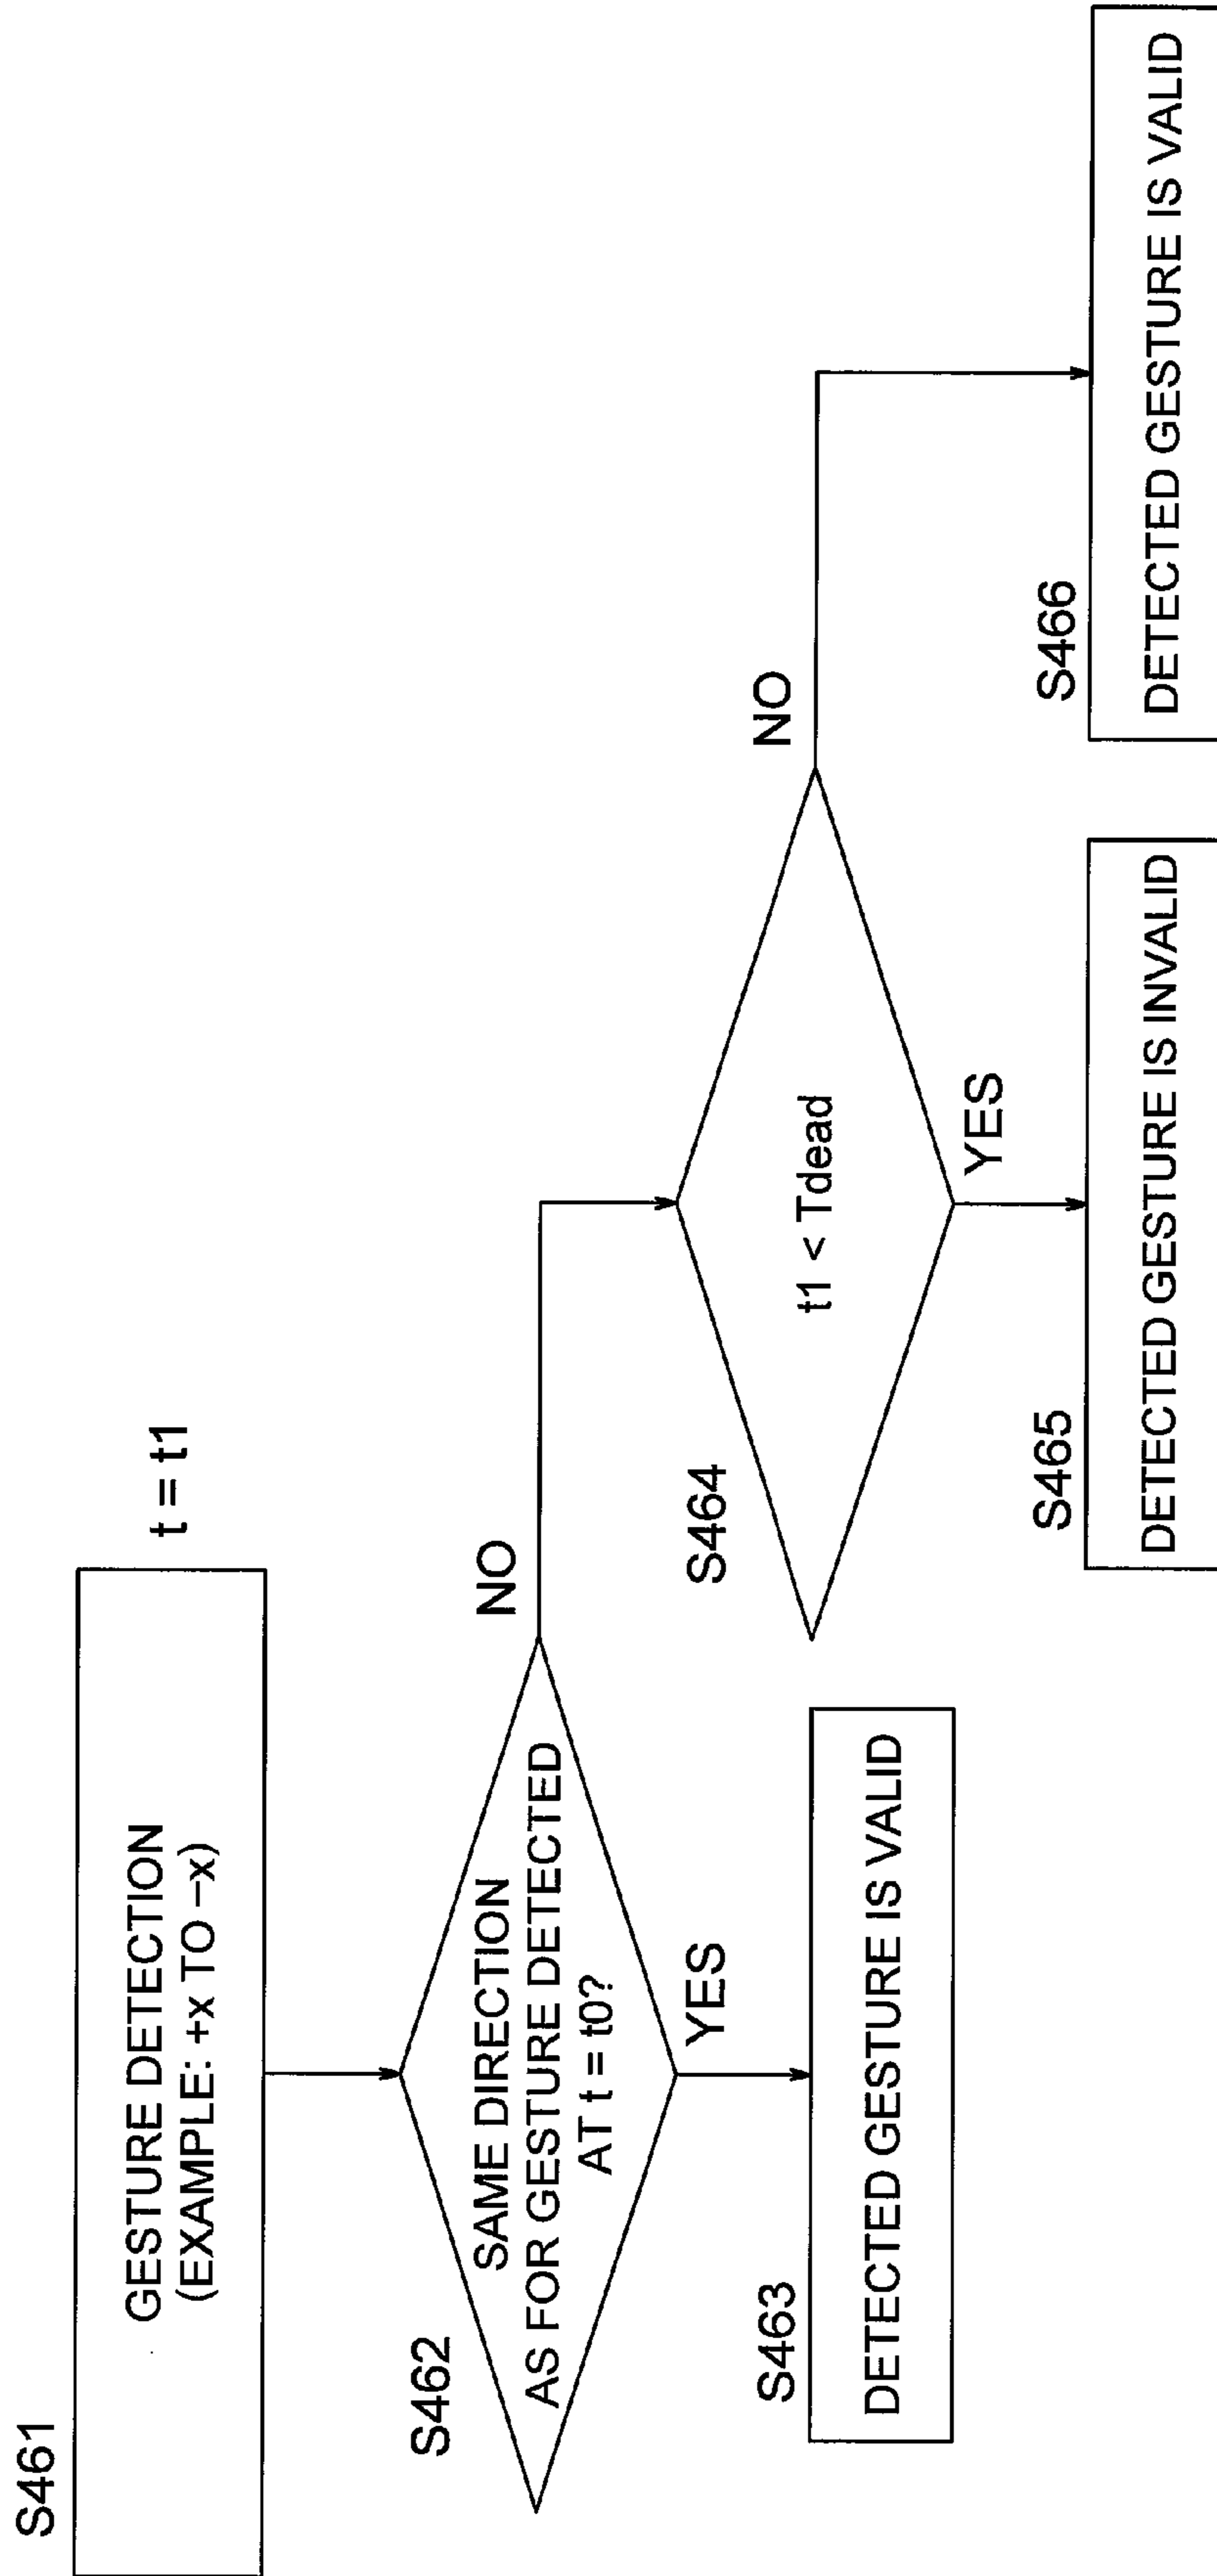 S461
GESTURE DETECTION
(EXAMPLE: +x TO −x)
t = t1
S462
SAME DIRECTION
AS FOR GESTURE DETECTED
AT t = t0?
NO
YES
S463
DETECTED GESTURE IS VALID
S464
t1 < Tdead
NO
YES
S465
DETECTED GESTURE IS INVALID
S466
DETECTED GESTURE IS VALID